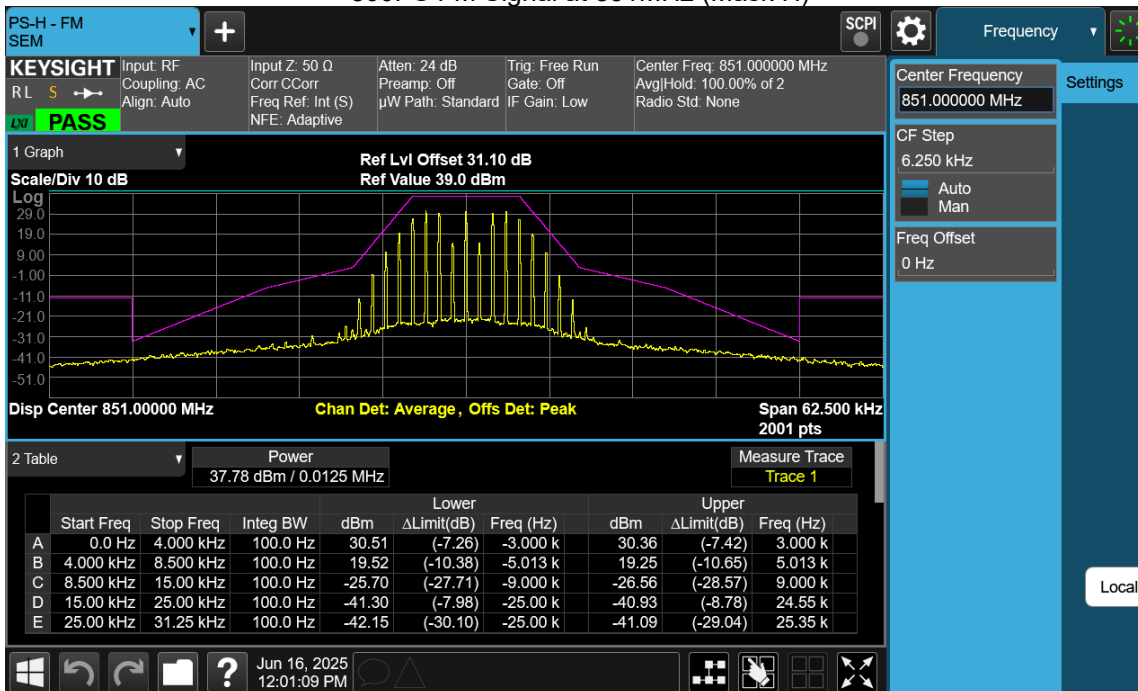 PS-H - FM
SEM
SCPI
Frequency
KEYSIGHT
Input: RF
Input Z: 50 Ω
Atten: 24 dB
Trig: Free Run
Center Freq: 851.000000 MHz
R L S
Coupling: AC
Corr CCorr
Preamp: Off
Gate: Off
Avg|Hold: 100.00% of 2
Align: Auto
Freq Ref: Int (S)
µW Path: Standard
IF Gain: Low
Radio Std: None
NFE: Adaptive
LXI
PASS
Center Frequency
851.000000 MHz
Settings
CF Step
6.250 kHz
Auto
Man
Freq Offset
0 Hz
Local
1 Graph
Ref Lvl Offset 31.10 dB
Scale/Div 10 dB
Ref Value 39.0 dBm
Log
29.0
19.0
9.00
-1.00
-11.0
-21.0
-31.0
-41.0
-51.0
Disp Center 851.00000 MHz
Chan Det: Average , Offs Det: Peak
Span 62.500 kHz
2001 pts
2 Table
Power
37.78 dBm / 0.0125 MHz
Measure Trace
Trace 1
Lower Upper
Start Freq Stop Freq Integ BW dBm ΔLimit(dB) Freq (Hz) dBm ΔLimit(dB) Freq (Hz)
A 0.0 Hz 4.000 kHz 100.0 Hz 30.51 (-7.26) -3.000 k 30.36 (-7.42) 3.000 k
B 4.000 kHz 8.500 kHz 100.0 Hz 19.52 (-10.38) -5.013 k 19.25 (-10.65) 5.013 k
C 8.500 kHz 15.00 kHz 100.0 Hz -25.70 (-27.71) -9.000 k -26.56 (-28.57) 9.000 k
D 15.00 kHz 25.00 kHz 100.0 Hz -41.30 (-7.98) -25.00 k -40.93 (-8.78) 24.55 k
E 25.00 kHz 31.25 kHz 100.0 Hz -42.15 (-30.10) -25.00 k -41.09 (-29.04) 25.35 k
?
Jun 16, 2025
12:01:09 PM